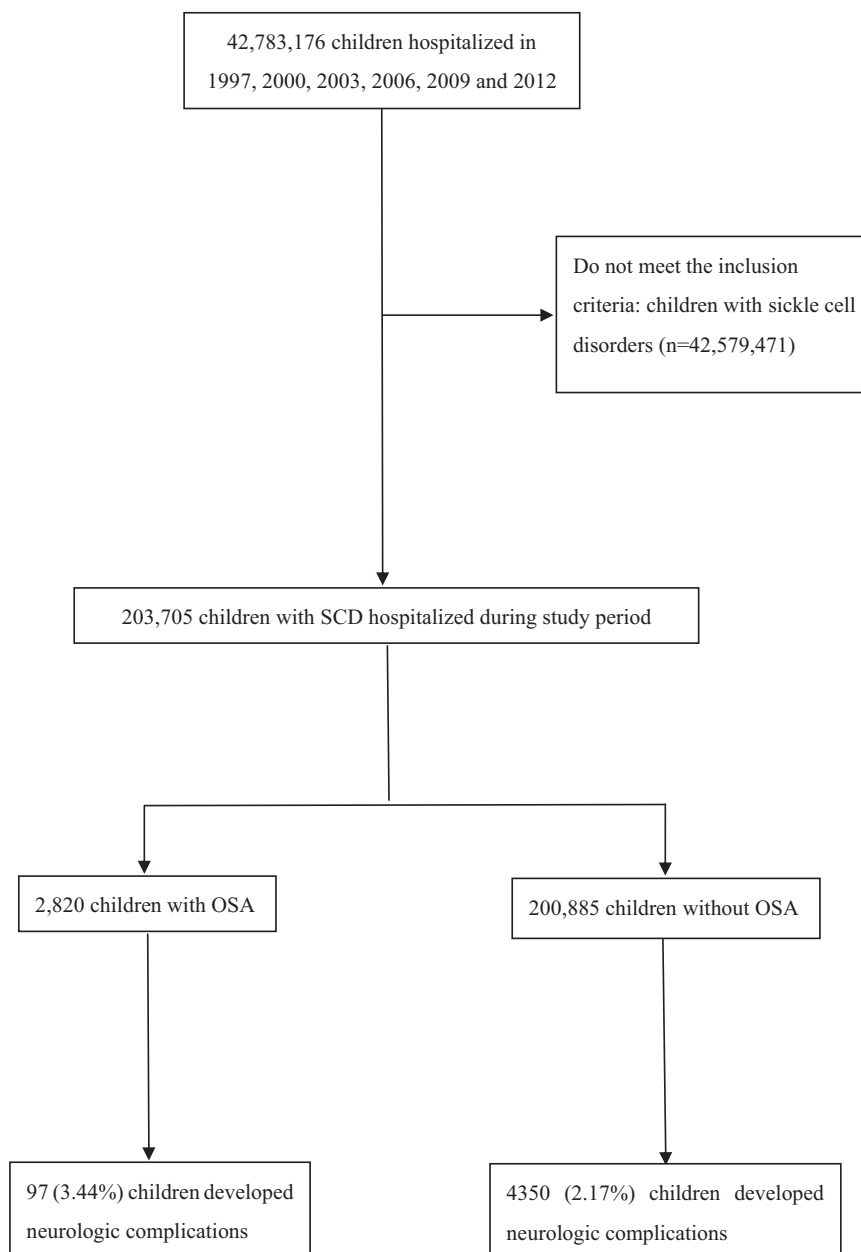 42,783,176 children hospitalized in
1997, 2000, 2003, 2006, 2009 and 2012
Do not meet the inclusion
criteria: children with sickle cell
disorders (n=42,579,471)
203,705 children with SCD hospitalized during study period
2,820 children with OSA
200,885 children without OSA
97 (3.44%) children developed
neurologic complications
4350 (2.17%) children developed
neurologic complications